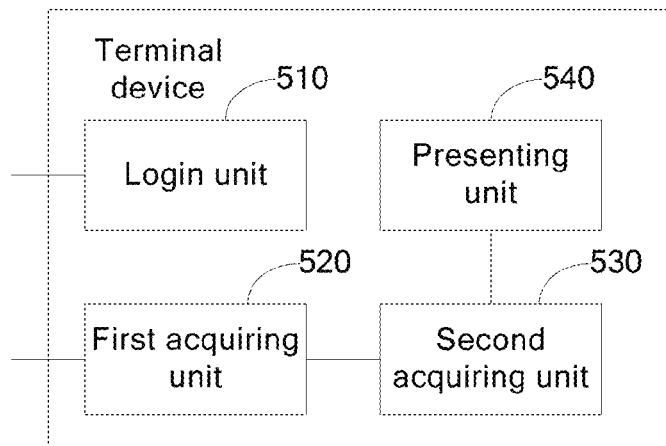 Terminal
device
510
540
Login unit
Presenting
unit
520
530
First acquiring
unit
Second
acquiring unit